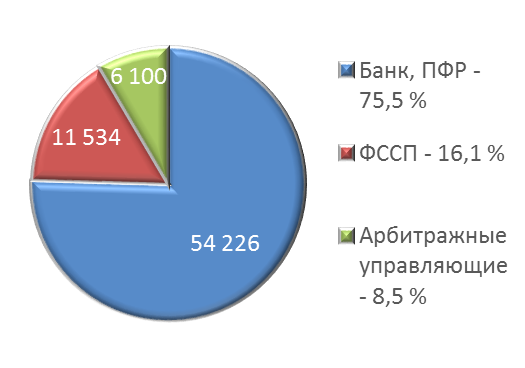 6 100
11 534
54 226
Банк, ПФР -
75,5 %
ФССП - 16,1 %
Арбитражные
управляющие
- 8,5 %